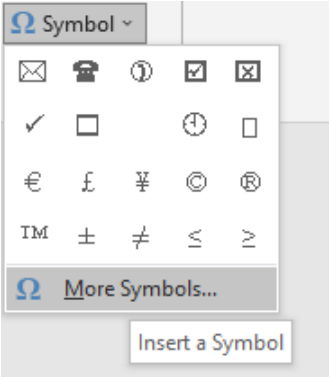 Ω Symbol
✉ ☎ ✆ ☑ ☒
✓ □ 🕘 ▯
€ £ ¥ © ®
TM ± ≠ ≤ ≥
Ω More Symbols...
Insert a Symbol